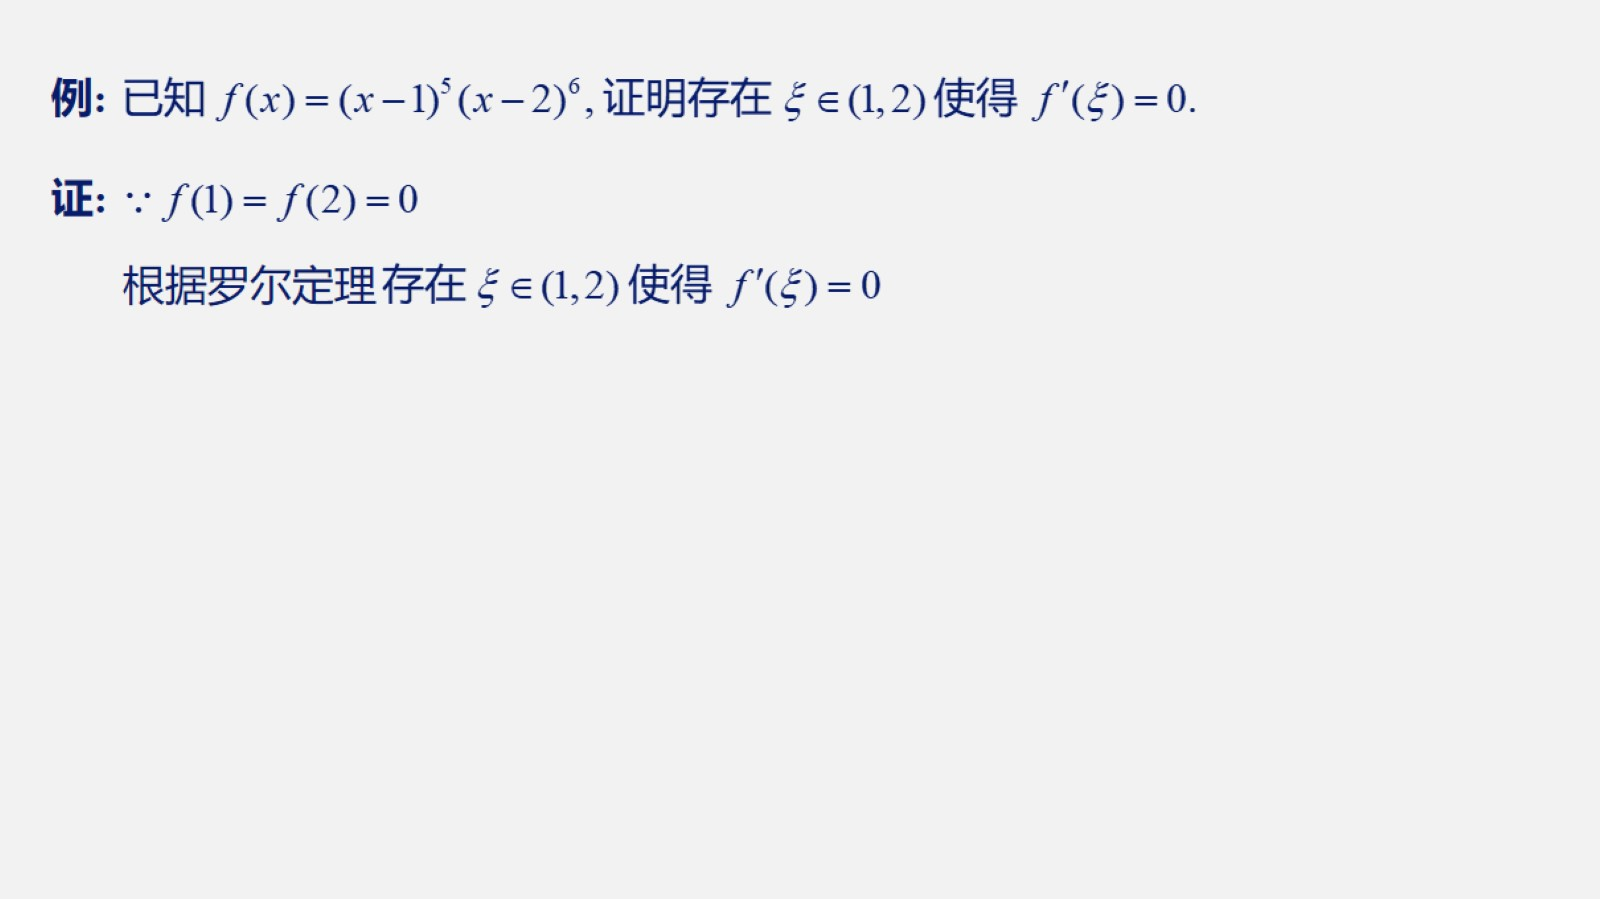 例: 已知 f(x) = (x−1)⁵(x−2)⁶, 证明存在 ξ∈(1,2) 使得 f′(ξ) = 0.
证: ∵ f(1) = f(2) = 0
根据罗尔定理存在 ξ∈(1,2) 使得 f′(ξ) = 0